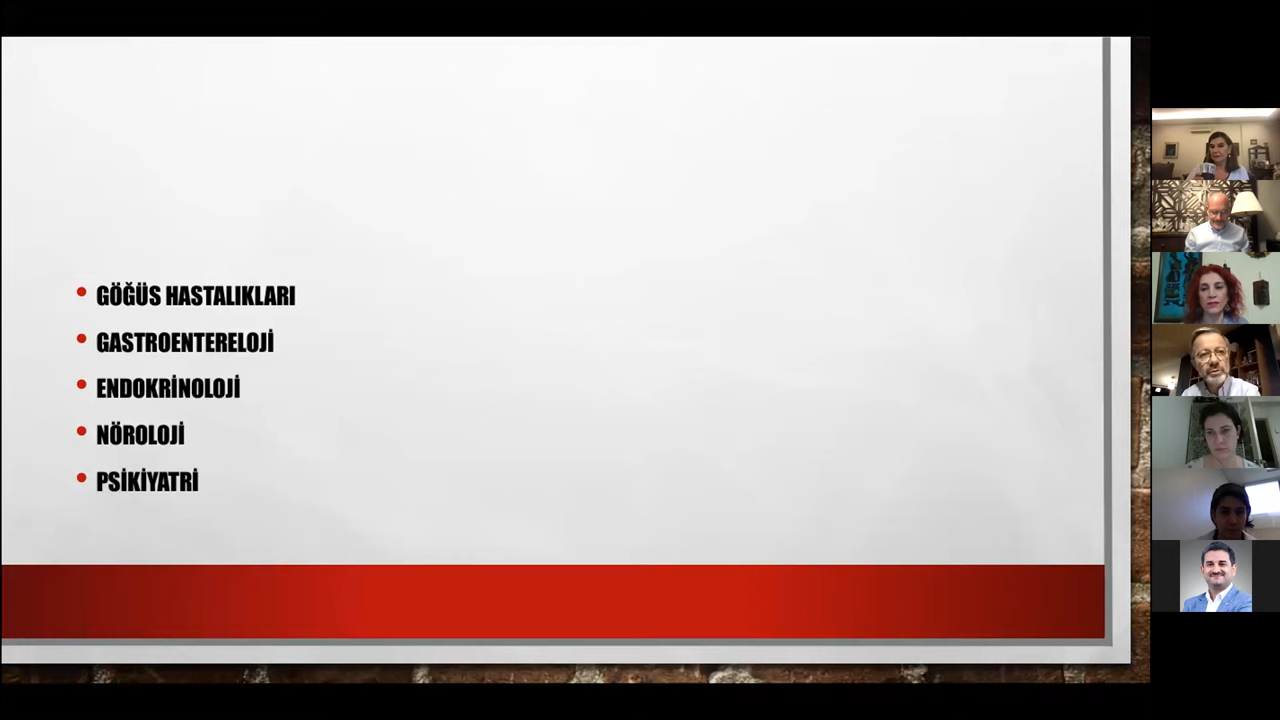 GÖĞÜS HASTALIKLARI
GASTROENTERELOJİ
ENDOKRİNOLOJİ
NÖROLOJİ
PSİKİYATRİ